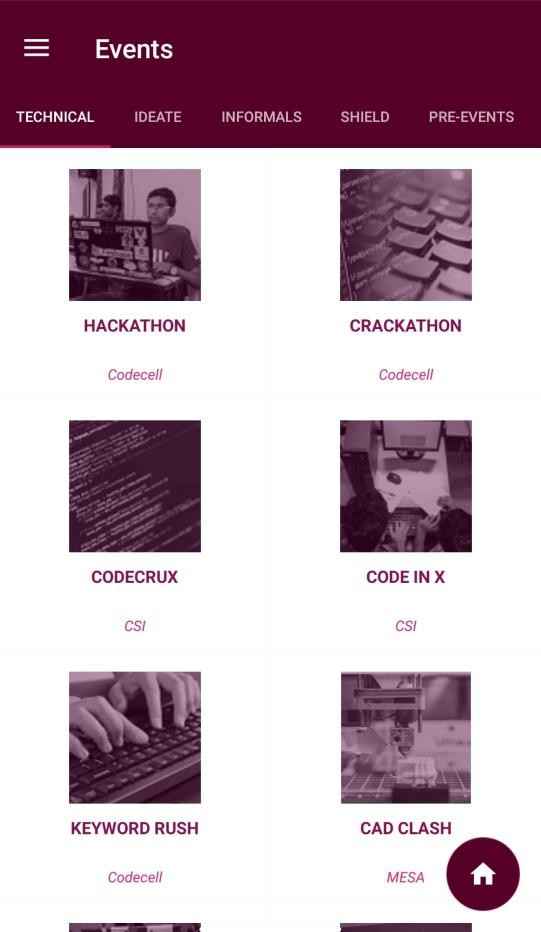 Events
TECHNICAL IDEATE INFORMALS SHIELD PRE-EVENTS
HACKATHON
Codecell
CRACKATHON
Codecell
CODECRUX
CSI
CODE IN X
CSI
KEYWORD RUSH
Codecell
CAD CLASH
MESA